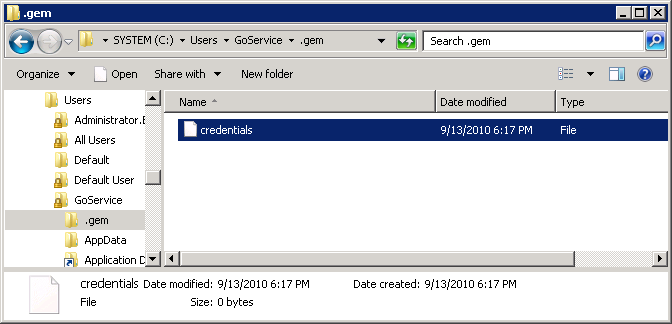 .gem
SYSTEM (C:) Users GoService .gem Search .gem
Organize Open Share with New folder
Users
Administrator.E
All Users
Default
Default User
GoService
.gem
AppData
Application D
Name Date modified Type
credentials 9/13/2010 6:17 PM File
credentials Date modified: 9/13/2010 6:17 PM Date created: 9/13/2010 6:17 PM
File Size: 0 bytes